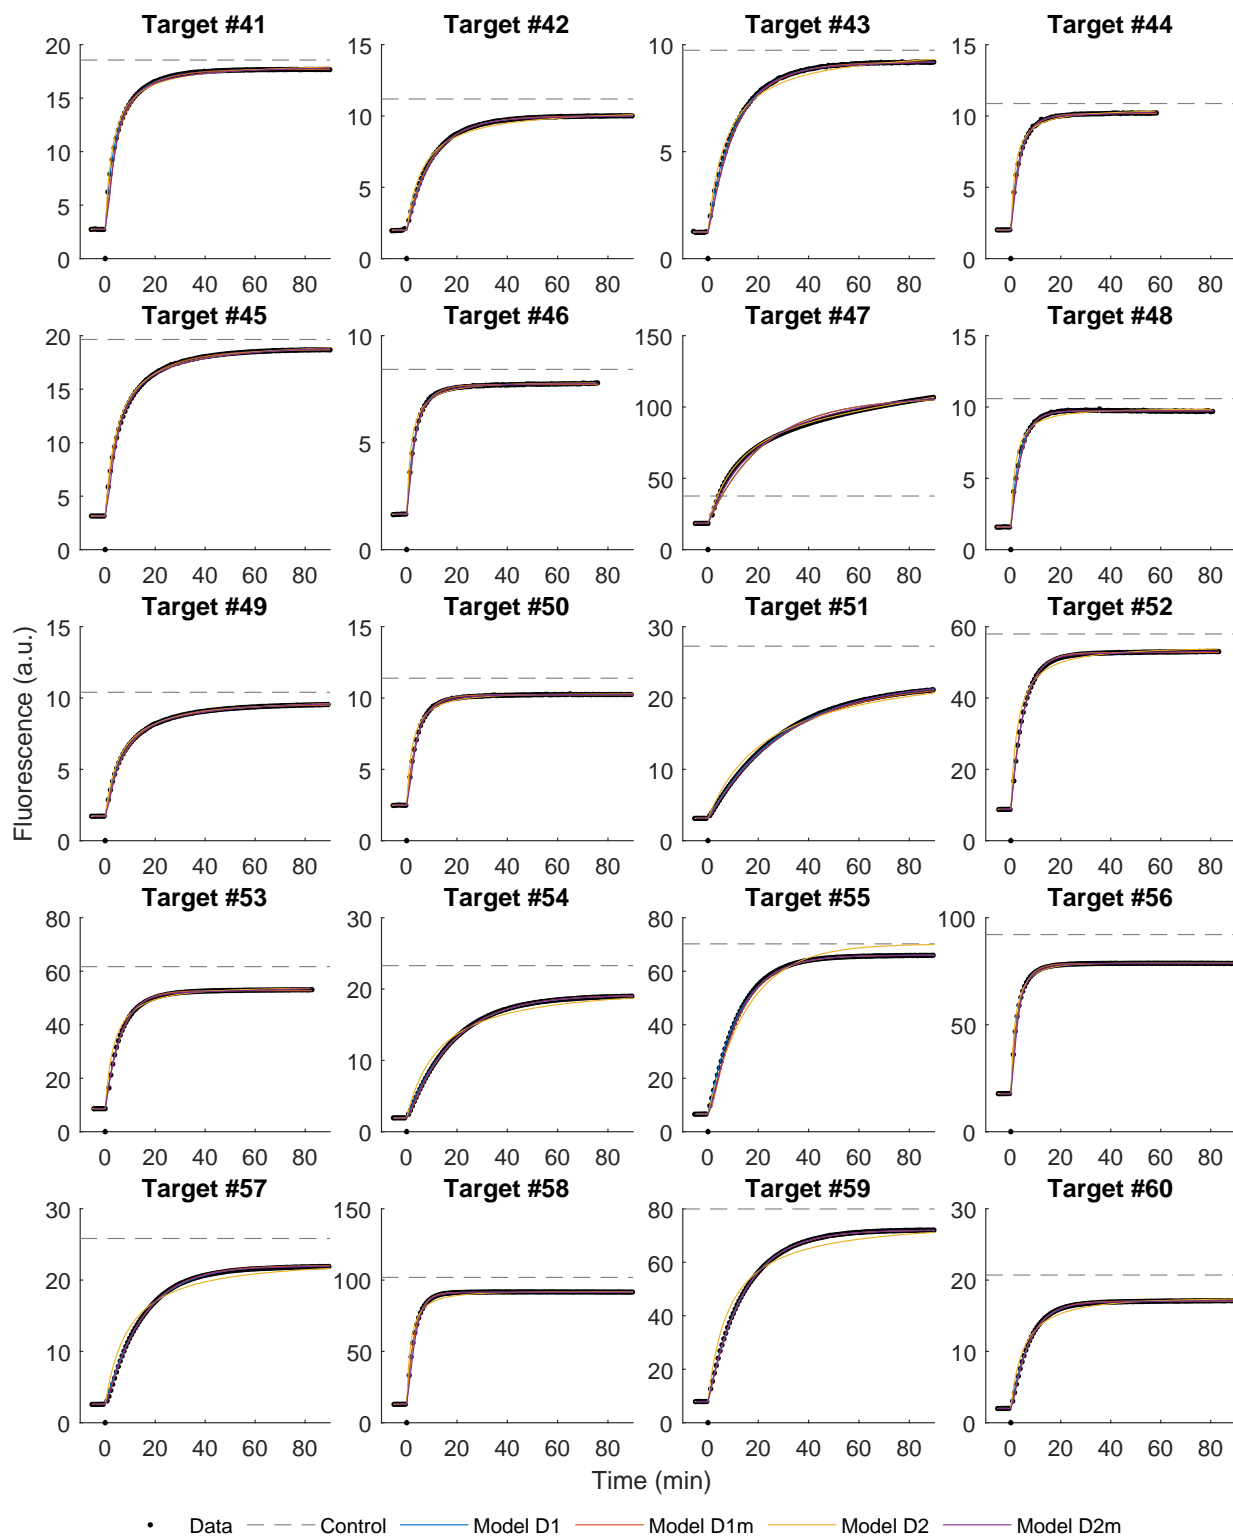 Target #41 Target #42 Target #43 Target #44
20 15 10 15
15 10 10
10 5
5 5 5
0 0 0 0
0 20 40 60 80 0 20 40 60 80 0 20 40 60 80 0 20 40 60 80
Target #45 Target #46 Target #47 Target #48
20 10 150 15
15 100 10
10 5
5 50 5
0 0 0 0
0 20 40 60 80 0 20 40 60 80 0 20 40 60 80 0 20 40 60 80
Target #49 Target #50 Target #51 Target #52
15 15 30 60
10 10 20 40
5 5 10 20
0 0 0 0
0 20 40 60 80 0 20 40 60 80 0 20 40 60 80 0 20 40 60 80
Fluorescence (a.u.)
Target #53 Target #54 Target #55 Target #56
80 30 80 100
60 20 60
40 40 50
20 10 20
0 0 0 0
0 20 40 60 80 0 20 40 60 80 0 20 40 60 80 0 20 40 60 80
Target #57 Target #58 Target #59 Target #60
30 150 80 30
20 100 60 20
40
10 50 20 10
0 0 0 0
0 20 40 60 80 0 20 40 60 80 0 20 40 60 80 0 20 40 60 80
Time (min)
Data Control Model D1 Model D1m Model D2 Model D2m